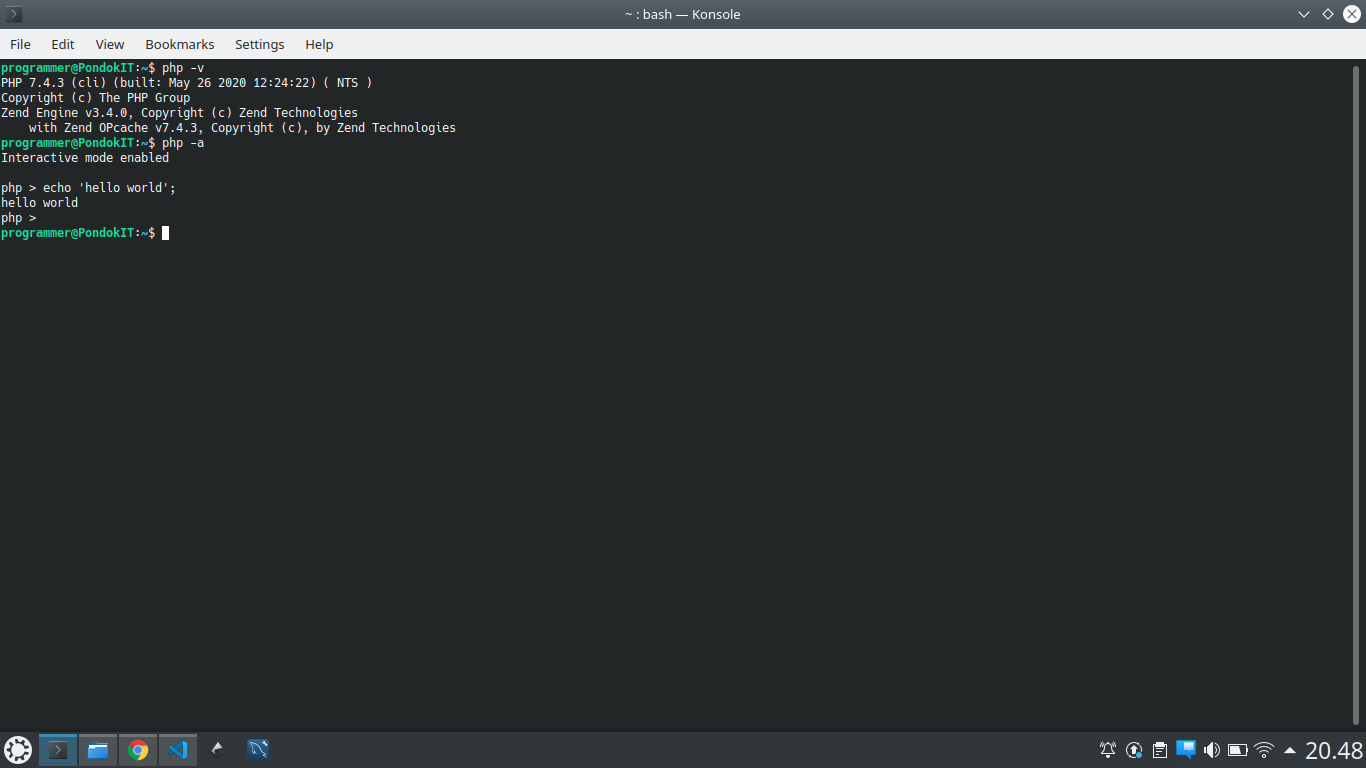 ~ : bash — Konsole
File Edit View Bookmarks Settings Help
programmer@PondokIT:~$ php -v
PHP 7.4.3 (cli) (built: May 26 2020 12:24:22) ( NTS )
Copyright (c) The PHP Group
Zend Engine v3.4.0, Copyright (c) Zend Technologies
    with Zend OPcache v7.4.3, Copyright (c), by Zend Technologies
programmer@PondokIT:~$ php -a
Interactive mode enabled
php > echo 'hello world';
hello world
php >
programmer@PondokIT:~$
20.48